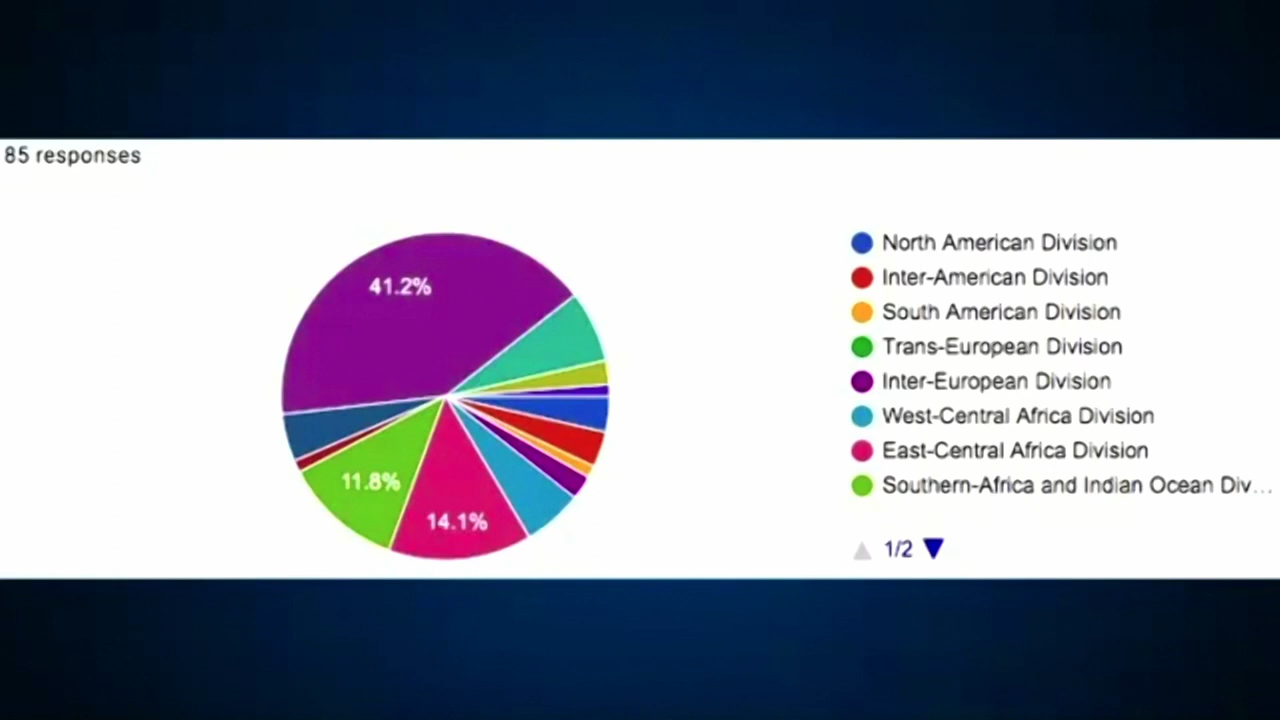 85 responses
41.2%
11.8%
14.1%
North American Division
Inter-American Division
South American Division
Trans-European Division
Inter-European Division
West-Central Africa Division
East-Central Africa Division
Southern-Africa and Indian Ocean Div...
1/2